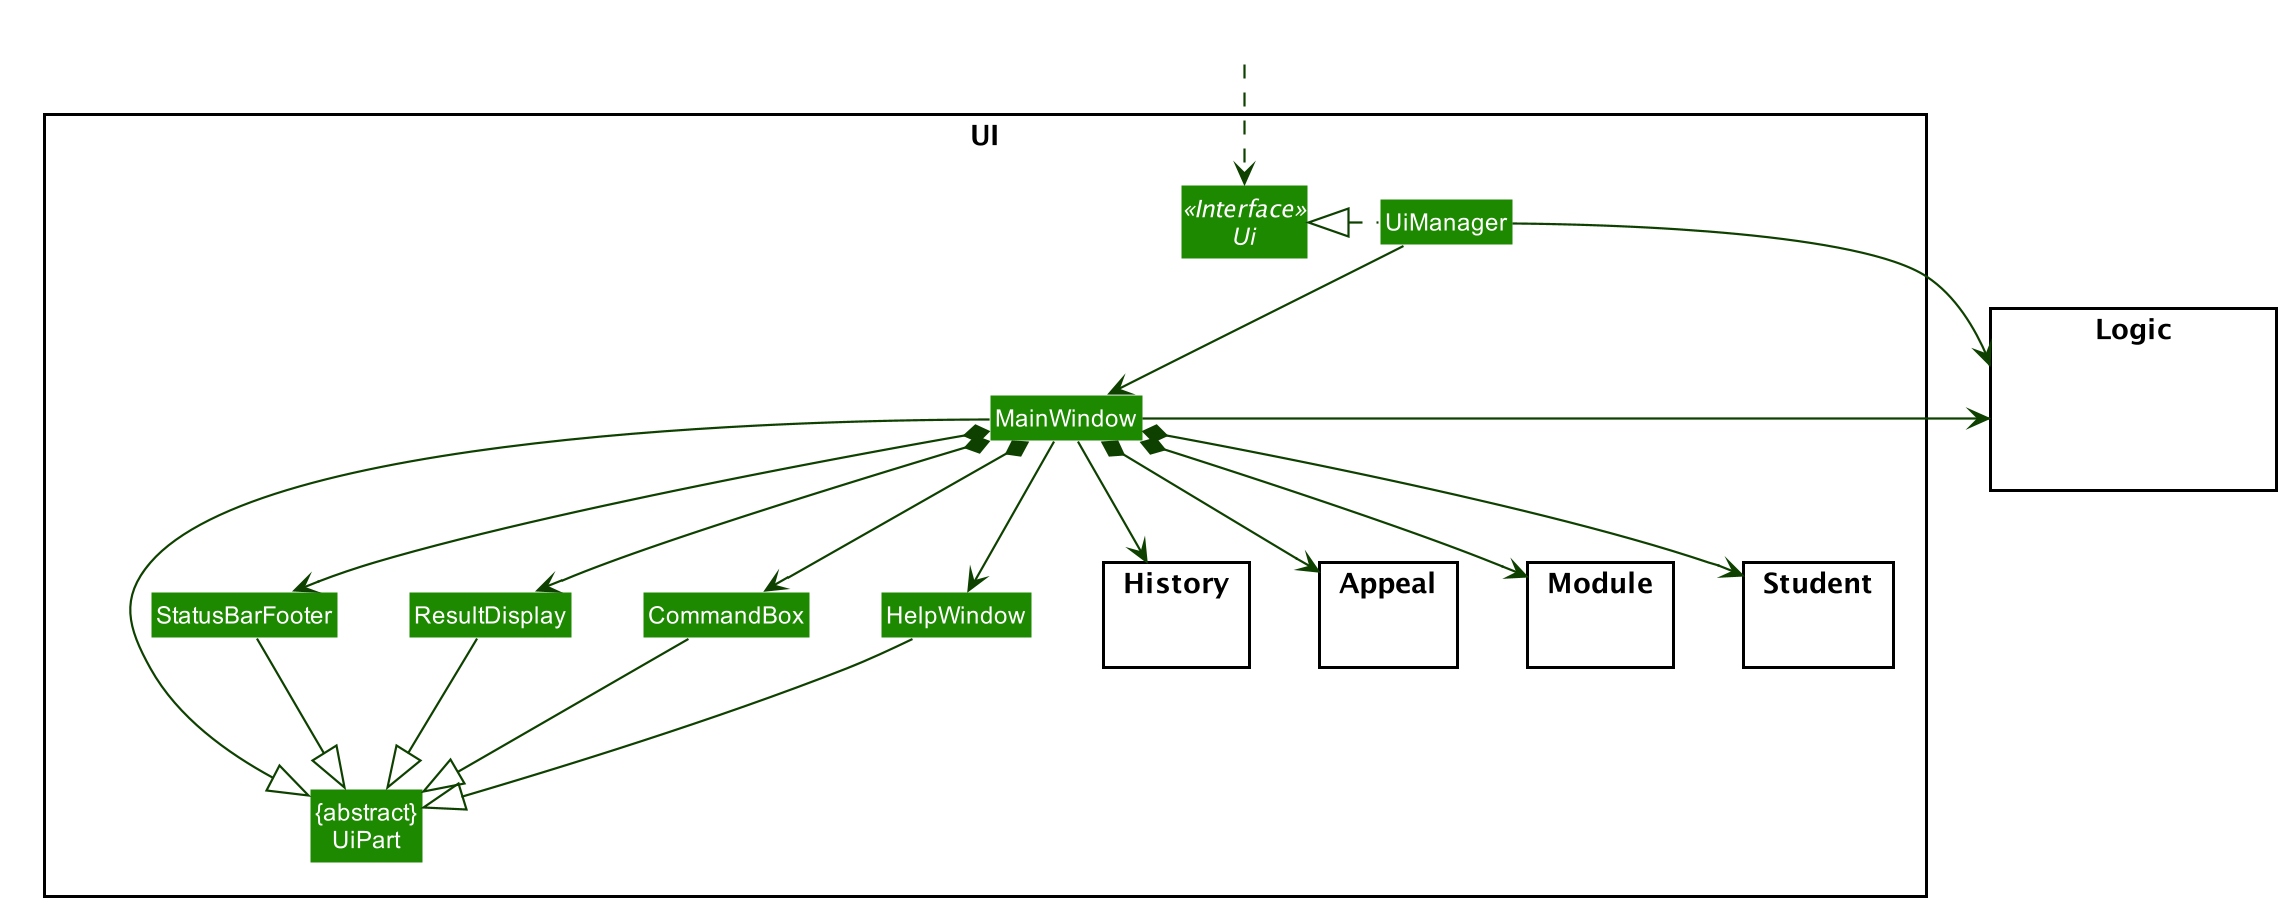 UI
«Interface»
Ui
UiManager
Logic
MainWindow
StatusBarFooter
ResultDisplay
CommandBox
HelpWindow
History
Appeal
Module
Student
{abstract}
UiPart